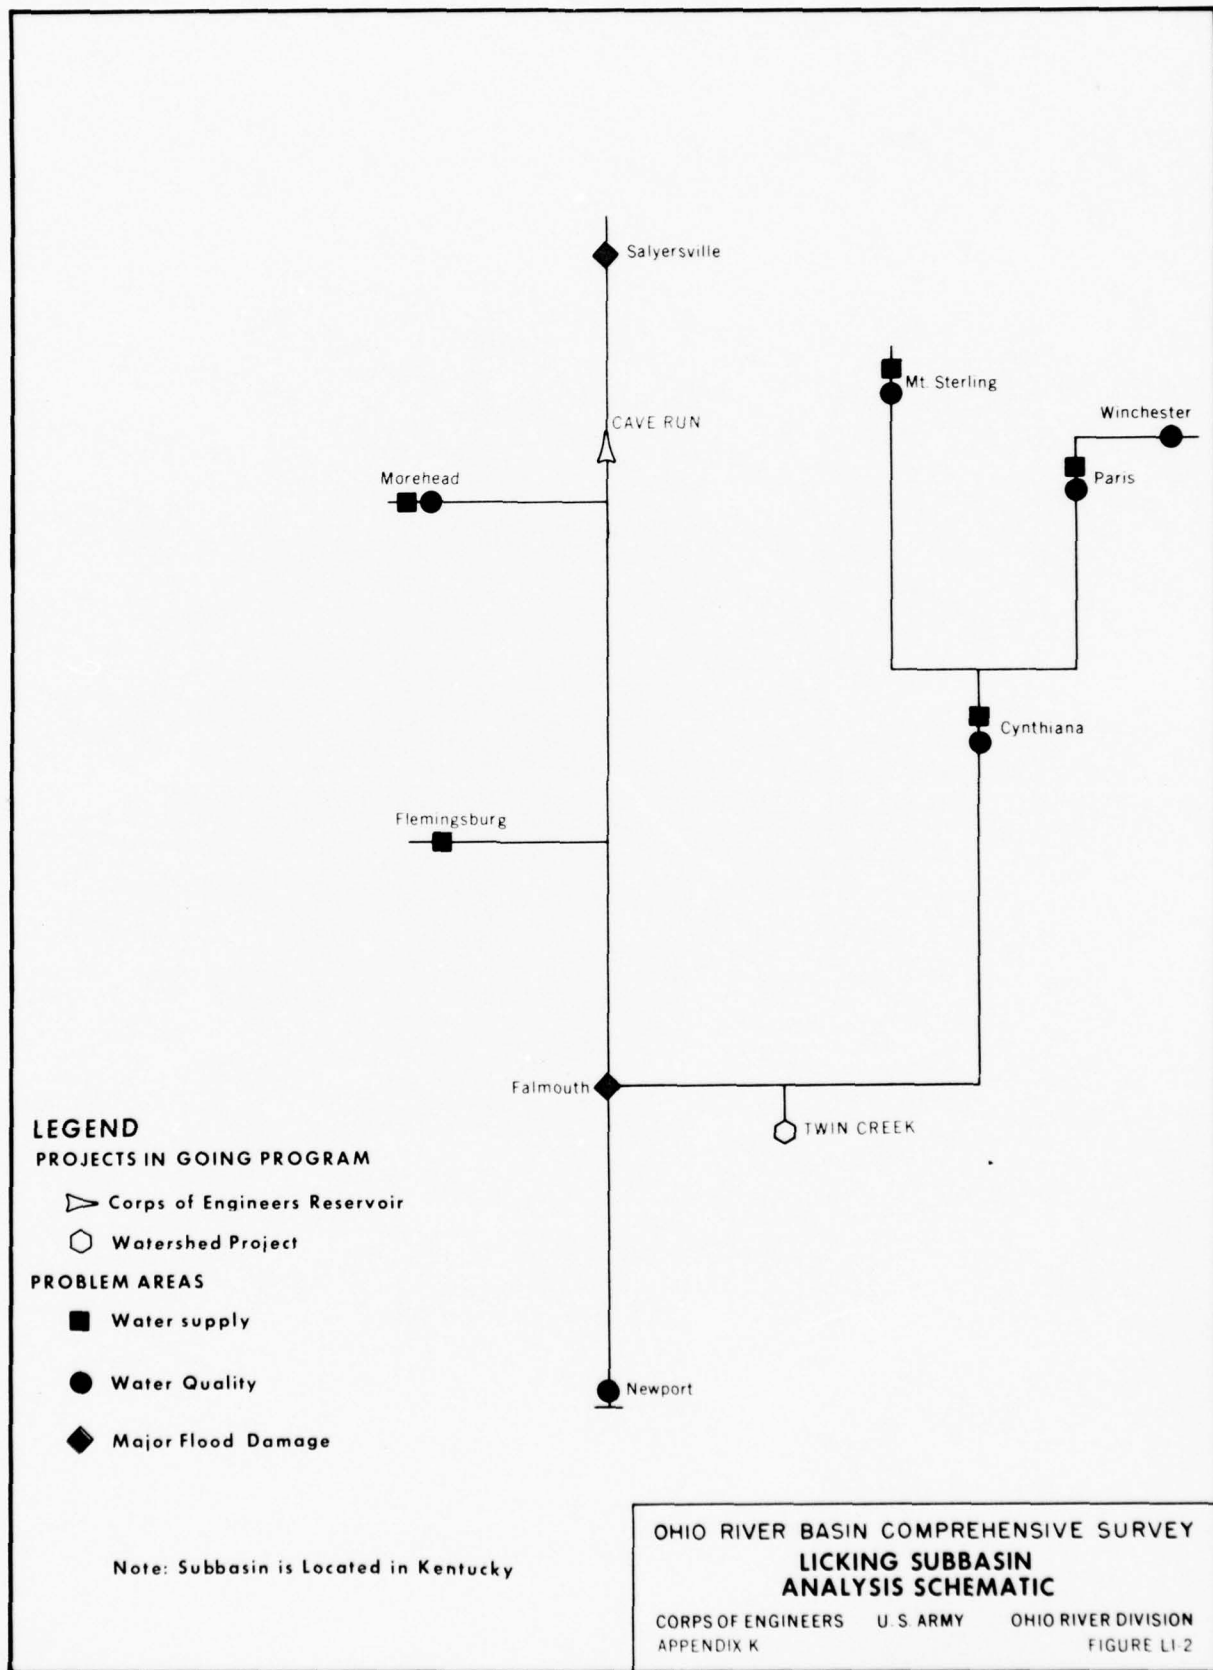 Salyersville
Mt. Sterling
Winchester
CAVE RUN
Morehead
Paris
Cynthiana
Flemingsburg
Falmouth
TWIN CREEK
LEGEND
PROJECTS IN GOING PROGRAM
Corps of Engineers Reservoir
Watershed Project
PROBLEM AREAS
Water supply
Water Quality
Newport
Major Flood Damage
Note: Subbasin is Located in Kentucky
OHIO RIVER BASIN COMPREHENSIVE SURVEY
LICKING SUBBASIN
ANALYSIS SCHEMATIC
CORPS OF ENGINEERS U. S. ARMY OHIO RIVER DIVISION
APPENDIX K FIGURE LI-2